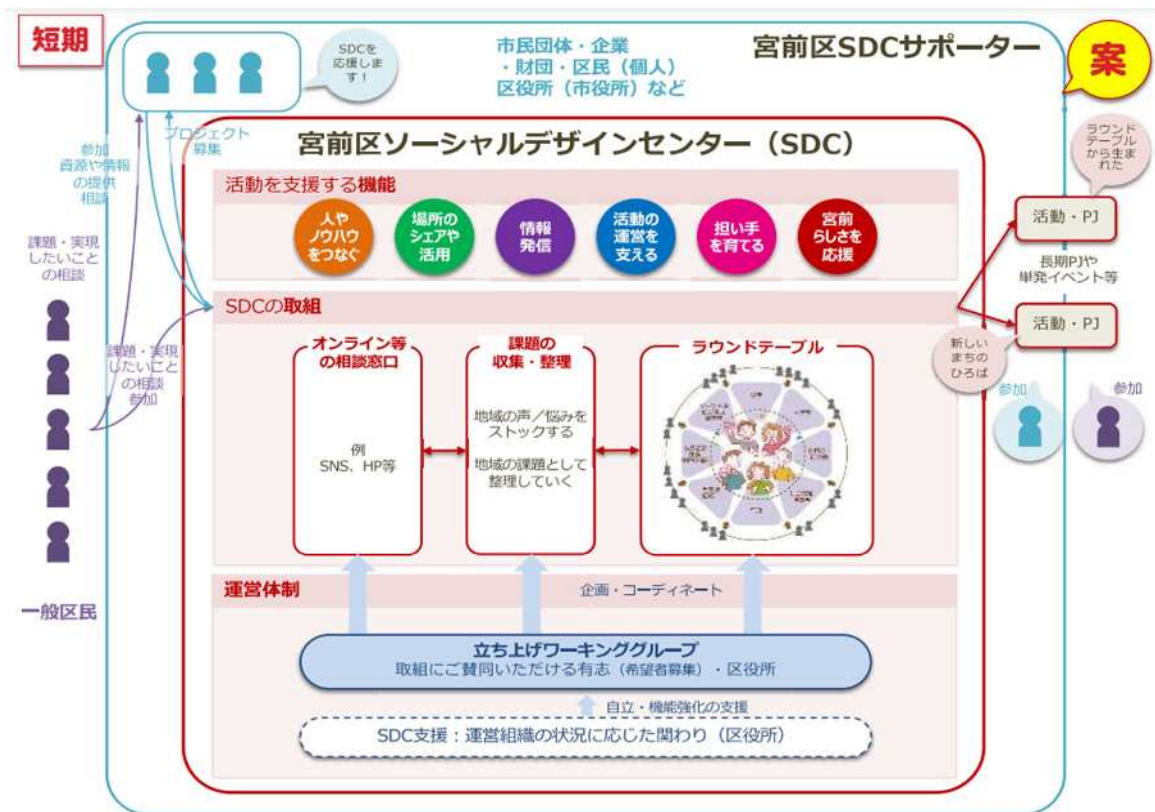 短期
SDCを
応援しま
す！
市民団体・企業
・財団・区民（個人）
区役所（市役所）など
宮前区SDCサポーター
案
参加
資源や情報
の提供
相談
プロジェクト
募集
宮前区ソーシャルデザインセンター（SDC）
ラウンド
テーブル
から生ま
れた
活動を支援する機能
人や
ノウハウ
をつなぐ
場所の
シェアや
活用
情報
発信
活動の
運営を
支える
担い手
を育てる
宮前
らしさを
応援
活動・PJ
長期PJや
単発イベント等
活動・PJ
新しい
まちの
ひろば
参加
参加
課題・実現
したいこと
の相談
課題・実現
したいこと
の相談
参加
一般区民
SDCの取組
オンライン等
の相談窓口
例
SNS、HP等
課題の
収集・整理
地域の声／悩みを
ストックする
地域の課題として
整理していく
ラウンドテーブル
運営体制
企画・コーディネート
立ち上げワーキンググループ
取組にご賛同いただける有志（希望者募集）・区役所
自立・機能強化の支援
SDC支援：運営組織の状況に応じた関わり（区役所）